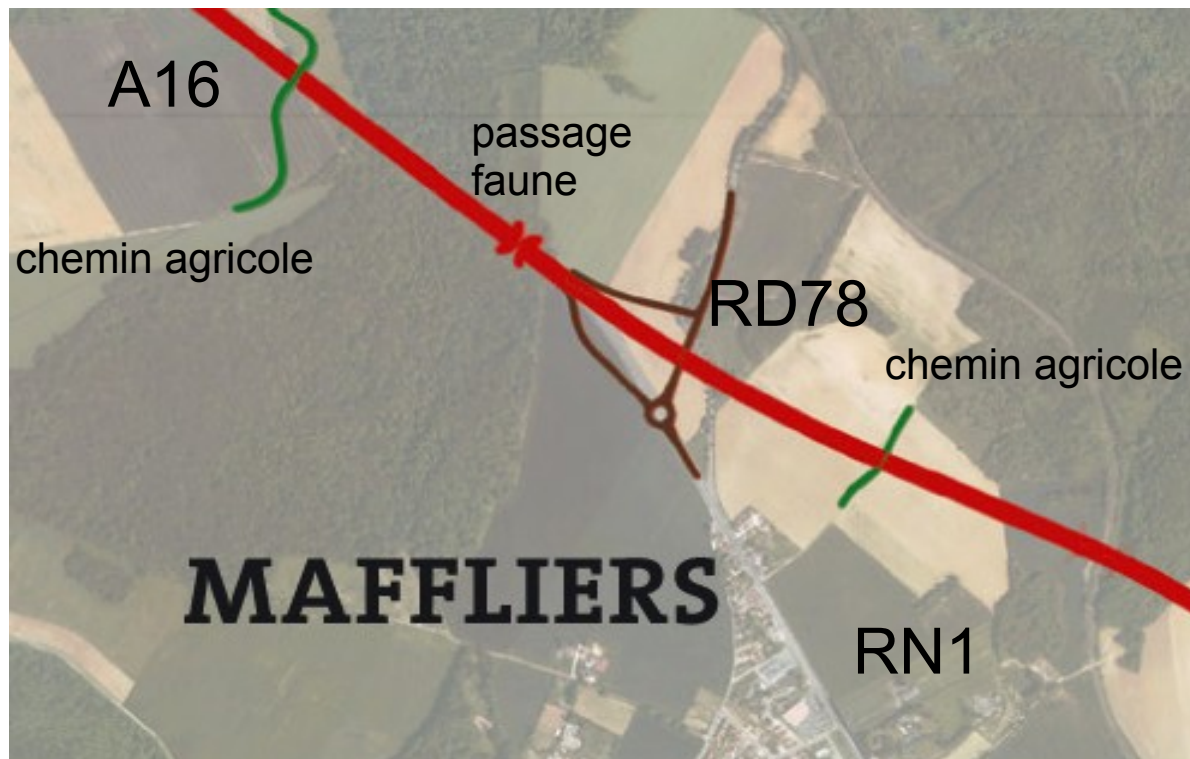 A16
passage
faune
chemin agricole
RD78
chemin agricole
MAFFLIERS
RN1